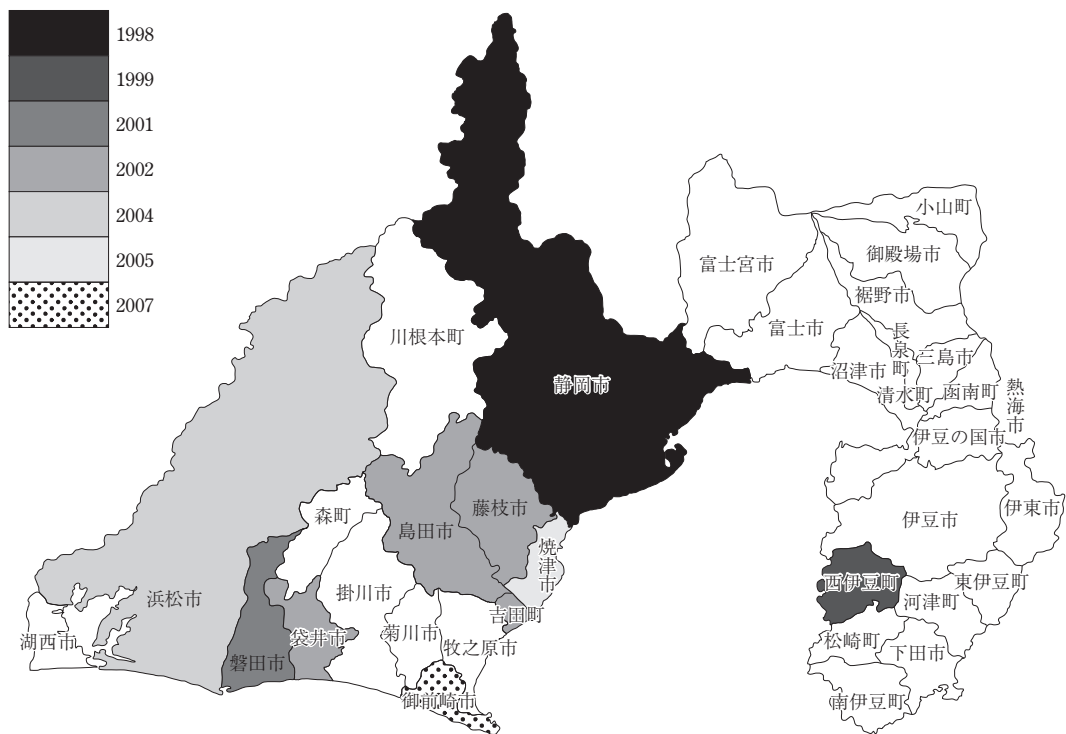 1998
1999
2001
2002
2004
2005
2007
小山町
御殿場市
富士宮市
裾野市
富士市
長泉町
川根本町
三島市
沼津市
静岡市
清水町
函南町
熱海市
伊豆の国市
藤枝市
伊東市
森町
島田市
伊豆市
焼津市
西伊豆町
東伊豆町
掛川市
浜松市
河津町
吉田町
湖西市
袋井市
菊川市
牧之原市
松崎町
下田市
磐田市
御前崎市
南伊豆町